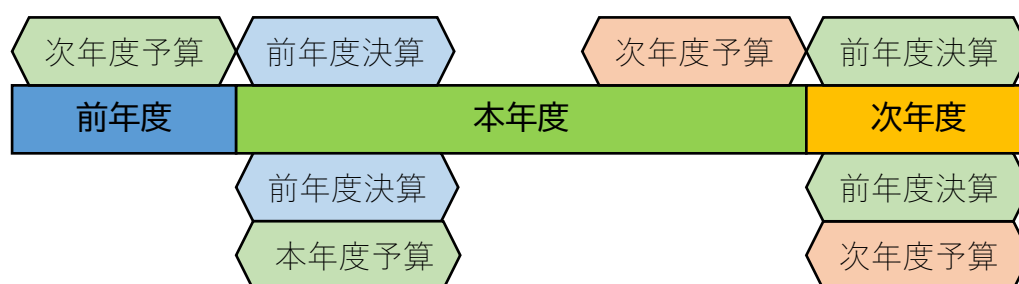 次年度予算 前年度決算 次年度予算 前年度決算
前年度 本年度 次年度
前年度決算 前年度決算
本年度予算 次年度予算